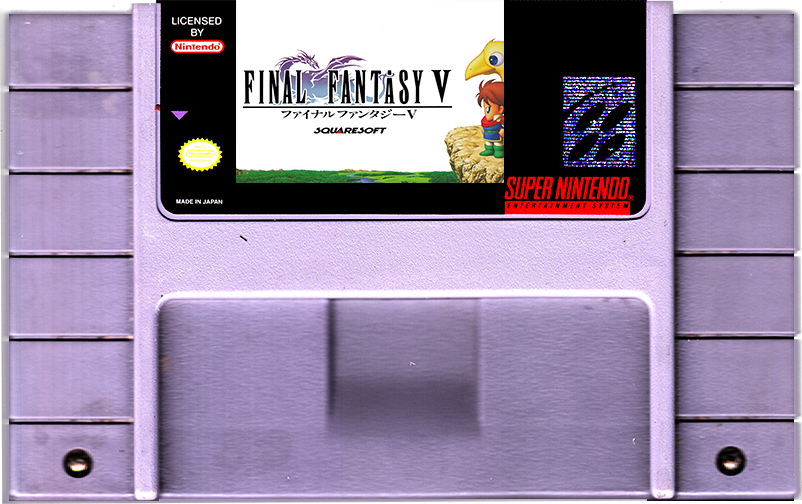 LICENSED
BY
Nintendo
FINAL FANTASY V
ファイナルファンタジーV
SQUARESOFT
MADE IN JAPAN
SUPER NINTENDO
ENTERTAINMENT SYSTEM